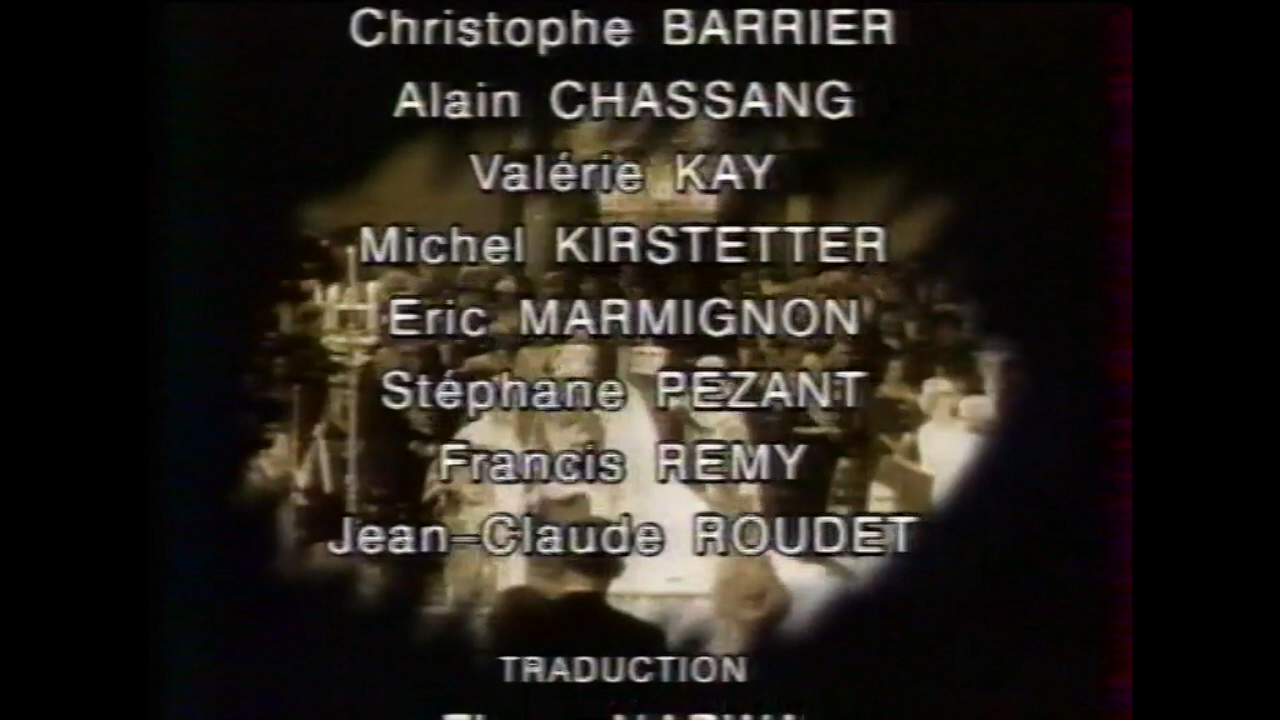 Christophe BARRIER
Alain CHASSANG
Valérie KAY
Michel KIRSTETTER
Eric MARMIGNON
Stéphane PEZANT
Francis REMY
Jean-Claude ROUDET
TRADUCTION